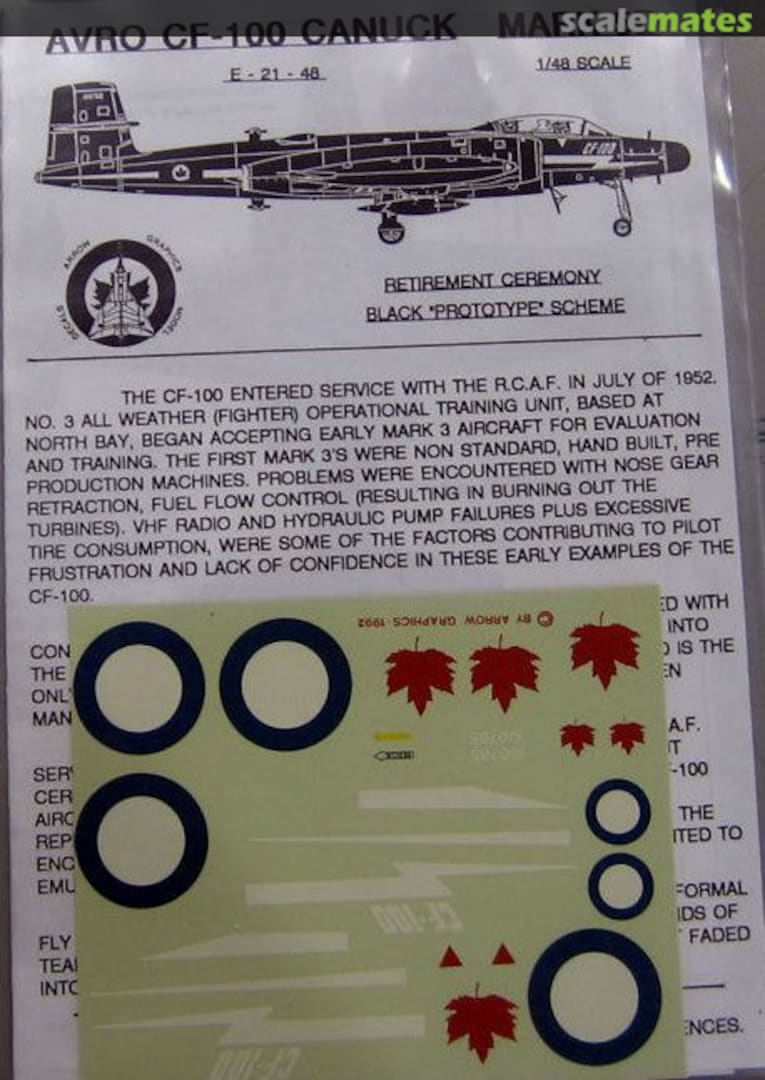 scalemates
AVRO CF-100 CANUCK
E - 21 - 48
1/48 SCALE
CF-100
ARROW GRAPHICS
MODEL DECALS
RETIREMENT CEREMONY
BLACK "PROTOTYPE" SCHEME
THE CF-100 ENTERED SERVICE WITH THE R.C.A.F. IN JULY OF 1952.
NO. 3 ALL WEATHER (FIGHTER) OPERATIONAL TRAINING UNIT, BASED AT
NORTH BAY, BEGAN ACCEPTING EARLY MARK 3 AIRCRAFT FOR EVALUATION
AND TRAINING. THE FIRST MARK 3'S WERE NON STANDARD, HAND BUILT, PRE
PRODUCTION MACHINES. PROBLEMS WERE ENCOUNTERED WITH NOSE GEAR
RETRACTION, FUEL FLOW CONTROL (RESULTING IN BURNING OUT THE
TURBINES). VHF RADIO AND HYDRAULIC PUMP FAILURES PLUS EXCESSIVE
TIRE CONSUMPTION, WERE SOME OF THE FACTORS CONTRIBUTING TO PILOT
FRUSTRATION AND LACK OF CONFIDENCE IN THESE EARLY EXAMPLES OF THE
CF-100.
ED WITH
CON INTO
THE IS THE
ONL EN
MAN
A.F.
SER T
CER -100
AIRC THE
REP ITED TO
ENC
EMU FORMAL
IDS OF
FLY FADED
TEA
INTO
ENCES.
© BY ARROW GRAPHICS 1992
100785
100785
CF-100
CF-100